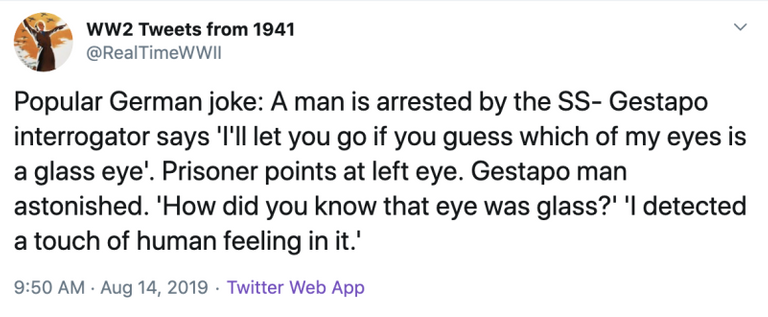 WW2 Tweets from 1941
@RealTimeWWII
Popular German joke: A man is arrested by the SS- Gestapo
interrogator says 'I'll let you go if you guess which of my eyes is
a glass eye'. Prisoner points at left eye. Gestapo man
astonished. 'How did you know that eye was glass?' 'I detected
a touch of human feeling in it.'
9:50 AM · Aug 14, 2019 · Twitter Web App